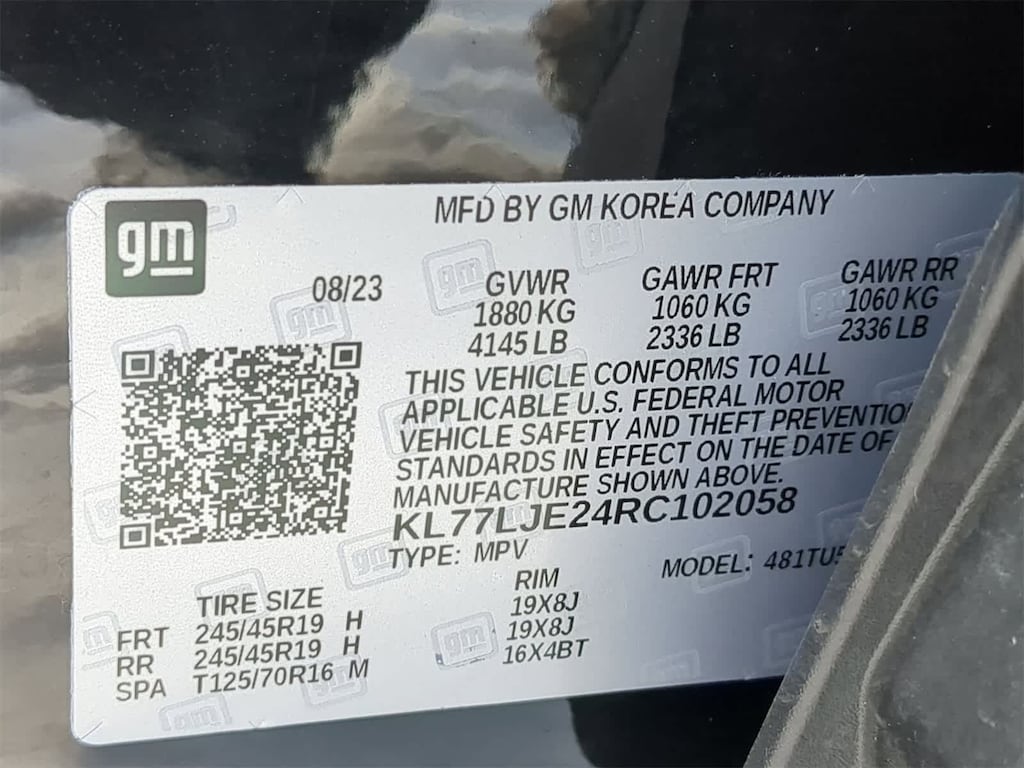 gm
MFD BY GM KOREA COMPANY
08/23
GVWR GAWR FRT GAWR RR
1880 KG 1060 KG 1060 KG
4145 LB 2336 LB 2336 LB
THIS VEHICLE CONFORMS TO ALL
APPLICABLE U.S. FEDERAL MOTOR
VEHICLE SAFETY AND THEFT PREVENTIO
STANDARDS IN EFFECT ON THE DATE OF
MANUFACTURE SHOWN ABOVE.
KL77LJE24RC102058
TYPE: MPV MODEL: 481TU5
TIRE SIZE RIM
FRT 245/45R19 H 19X8J
RR 245/45R19 H 19X8J
SPA T125/70R16 M 16X4BT